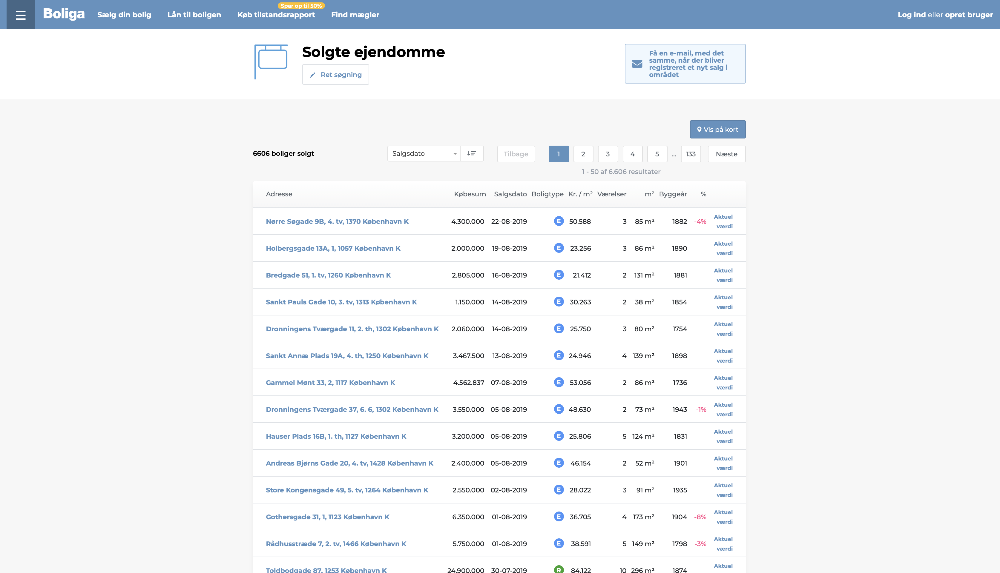 Spar op til 50%
Boliga Sælg din bolig Lån til boligen Køb tilstandsrapport Find mægler Log ind eller opret bruger
Solgte ejendomme
Ret søgning
Få en e-mail, med det
samme, når der bliver
registreret et nyt salg i
området
Vis på kort
6606 boliger solgt Salgsdato Tilbage 1 2 3 4 5 ... 133 Næste
1 - 50 af 6.606 resultater
Adresse Købesum Salgsdato Boligtype Kr. / m² Værelser m² Byggeår %
Nørre Søgade 9B, 4. tv, 1370 København K 4.300.000 22-08-2019 E 50.588 3 85 m² 1882 -4% Aktuel
værdi
Holbergsgade 13A, 1, 1057 København K 2.000.000 19-08-2019 E 23.256 3 86 m² 1890 Aktuel
værdi
Bredgade 51, 1. tv, 1260 København K 2.805.000 16-08-2019 E 21.412 2 131 m² 1881 Aktuel
værdi
Sankt Pauls Gade 10, 3. tv, 1313 København K 1.150.000 14-08-2019 E 30.263 2 38 m² 1854 Aktuel
værdi
Dronningens Tværgade 11, 2. th, 1302 København K 2.060.000 14-08-2019 E 25.750 3 80 m² 1754 Aktuel
værdi
Sankt Annæ Plads 19A, 4. th, 1250 København K 3.467.500 13-08-2019 E 24.946 4 139 m² 1898 Aktuel
værdi
Gammel Mønt 33, 2, 1117 København K 4.562.837 07-08-2019 E 53.056 2 86 m² 1736 Aktuel
værdi
Dronningens Tværgade 37, 6. 6, 1302 København K 3.550.000 05-08-2019 E 48.630 2 73 m² 1943 -1% Aktuel
værdi
Hauser Plads 16B, 1. th, 1127 København K 3.200.000 05-08-2019 E 25.806 5 124 m² 1831 Aktuel
værdi
Andreas Bjørns Gade 20, 4. tv, 1428 København K 2.400.000 05-08-2019 E 46.154 2 52 m² 1901 Aktuel
værdi
Store Kongensgade 49, 5. tv, 1264 København K 2.550.000 02-08-2019 E 28.022 3 91 m² 1935 Aktuel
værdi
Gothersgade 31, 1, 1123 København K 6.350.000 01-08-2019 E 36.705 4 173 m² 1904 -8% Aktuel
værdi
Rådhusstræde 7, 2. tv, 1466 København K 5.750.000 01-08-2019 E 38.591 5 149 m² 1798 -3% Aktuel
værdi
Toldbodgade 87, 1253 København K 24.900.000 30-07-2019 R 84.122 10 296 m² 1874 Aktuel